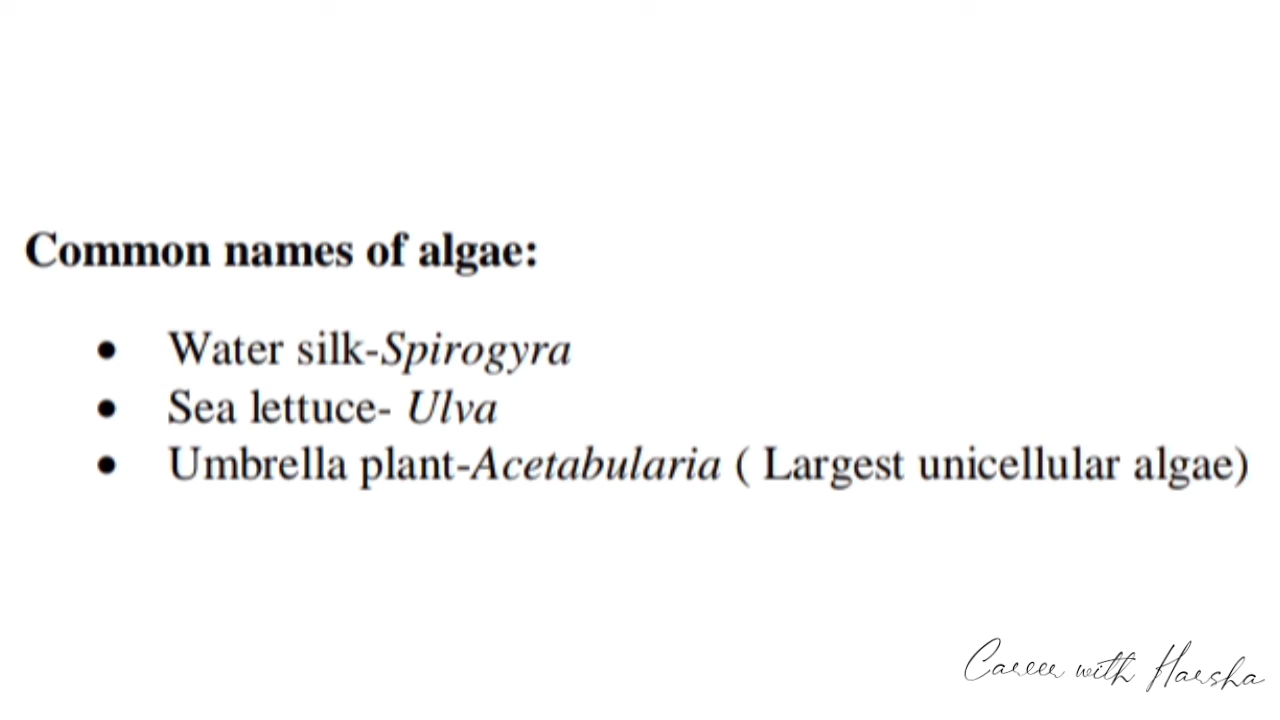 Common names of algae:
• Water silk-Spirogyra
• Sea lettuce- Ulva
• Umbrella plant-Acetabularia ( Largest unicellular algae)
Career with Harsha